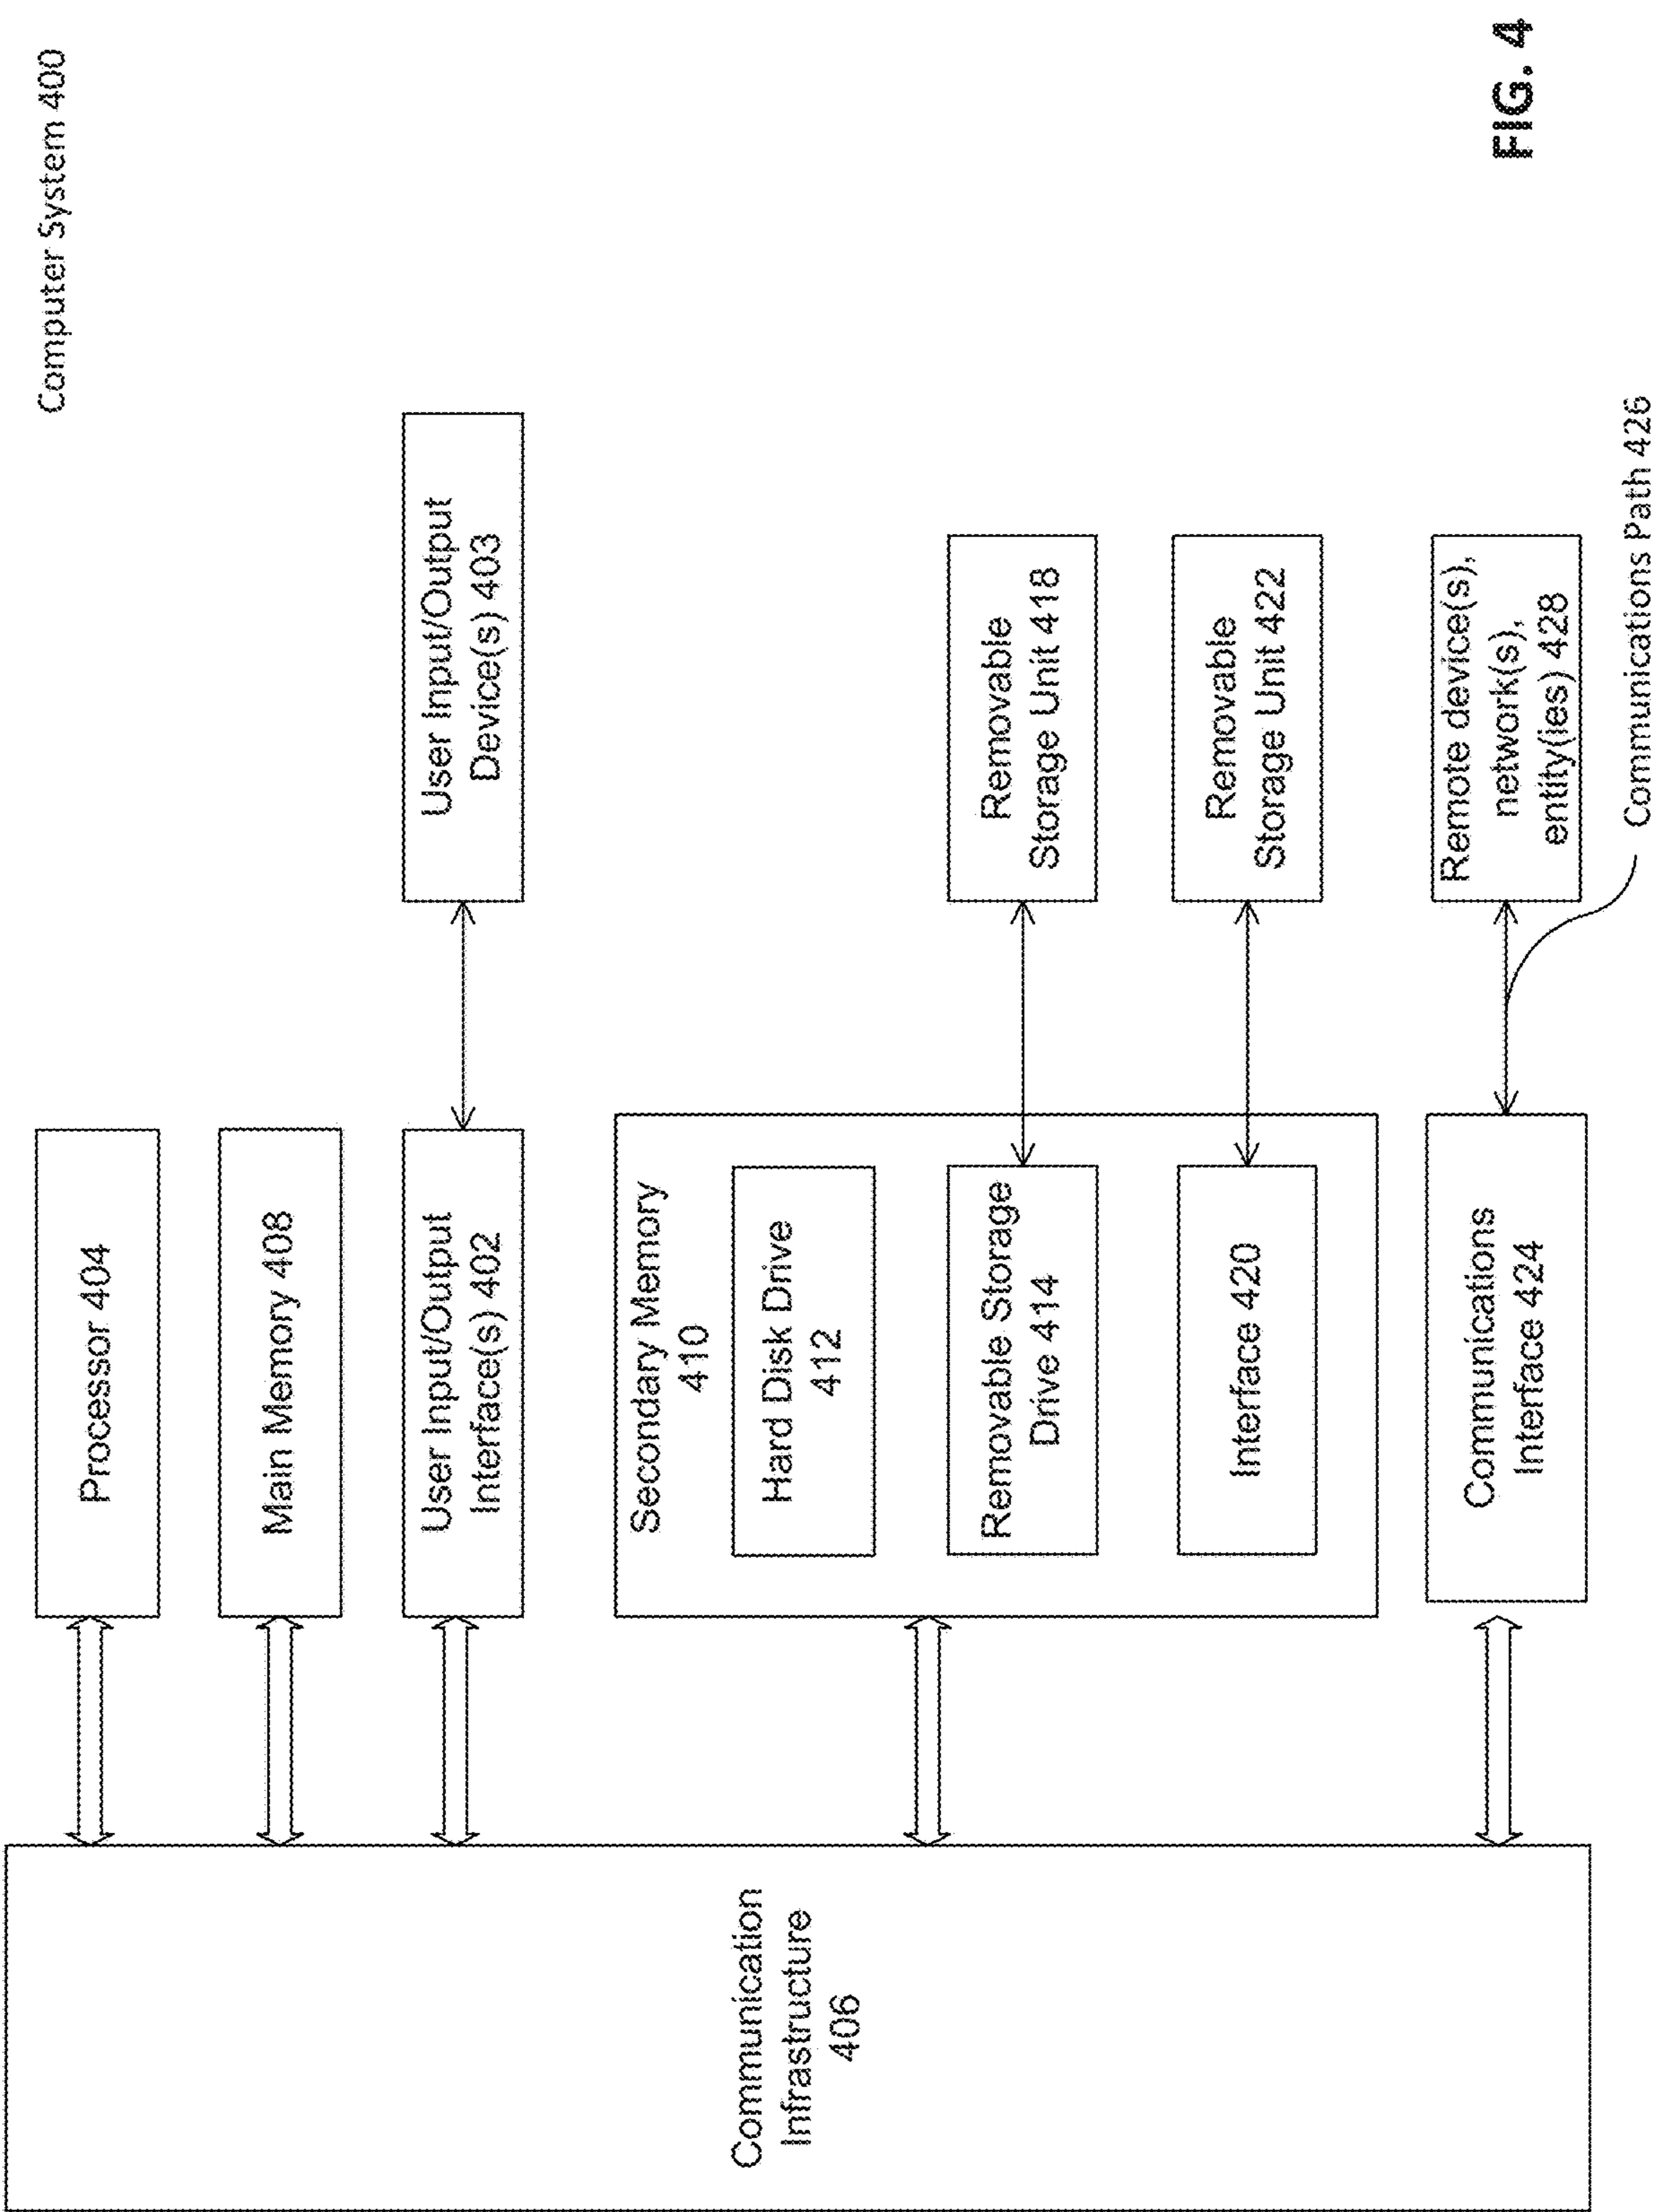 Computer System 400
Processor 404
Main Memory 408
User Input/Output
Interface(s) 402
User Input/Output
Device(s) 403
Communication
Infrastructure
406
Secondary Memory
410
Hard Disk Drive
412
Removable Storage
Drive 414
Removable
Storage Unit 418
Interface 420
Removable
Storage Unit 422
Communications
Interface 424
Remote device(s),
network(s),
entity(ies) 428
Communications Path 426
FIG. 4